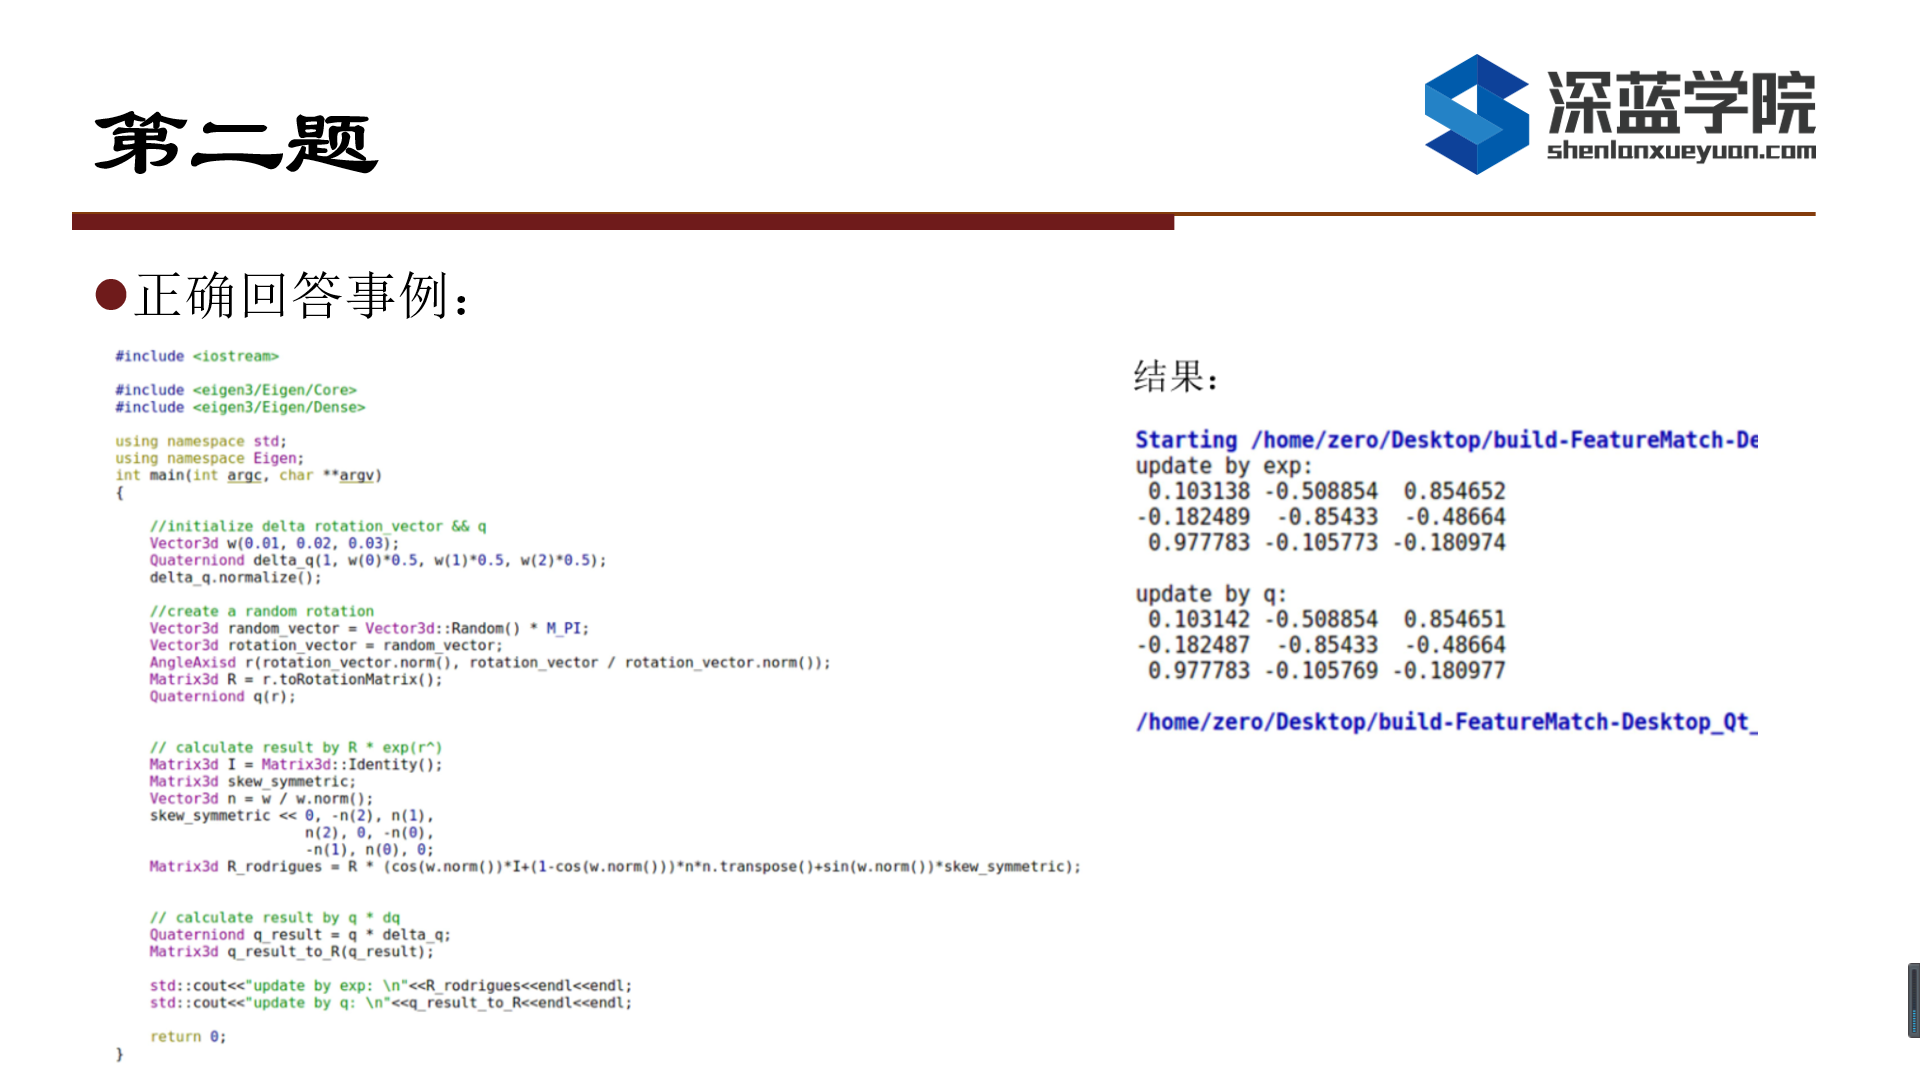 第二题
深蓝学院
shenlanxueyuan.com
正确回答事例：
#include <iostream>
#include <eigen3/Eigen/Core>
#include <eigen3/Eigen/Dense>
using namespace std;
using namespace Eigen;
int main(int argc, char **argv)
{
//initialize delta rotation_vector && q
Vector3d w(0.01, 0.02, 0.03);
Quaterniond delta_q(1, w(0)*0.5, w(1)*0.5, w(2)*0.5);
delta_q.normalize();
//create a random rotation
Vector3d random_vector = Vector3d::Random() * M_PI;
Vector3d rotation_vector = random_vector;
AngleAxisd r(rotation_vector.norm(), rotation_vector / rotation_vector.norm());
Matrix3d R = r.toRotationMatrix();
Quaterniond q(r);
// calculate result by R * exp(r^)
Matrix3d I = Matrix3d::Identity();
Matrix3d skew_symmetric;
Vector3d n = w / w.norm();
skew_symmetric << 0, -n(2), n(1),
n(2), 0, -n(0),
-n(1), n(0), 0;
Matrix3d R_rodrigues = R * (cos(w.norm())*I+(1-cos(w.norm()))*n*n.transpose()+sin(w.norm())*skew_symmetric);
// calculate result by q * dq
Quaterniond q_result = q * delta_q;
Matrix3d q_result_to_R(q_result);
std::cout<<"update by exp: \n"<<R_rodrigues<<endl<<endl;
std::cout<<"update by q: \n"<<q_result_to_R<<endl<<endl;
return 0;
}
结果：
Starting /home/zero/Desktop/build-FeatureMatch-De
update by exp:
0.103138 -0.508854 0.854652
-0.182489 -0.85433 -0.48664
0.977783 -0.105773 -0.180974
update by q:
0.103142 -0.508854 0.854651
-0.182487 -0.85433 -0.48664
0.977783 -0.105769 -0.180977
/home/zero/Desktop/build-FeatureMatch-Desktop_Qt_